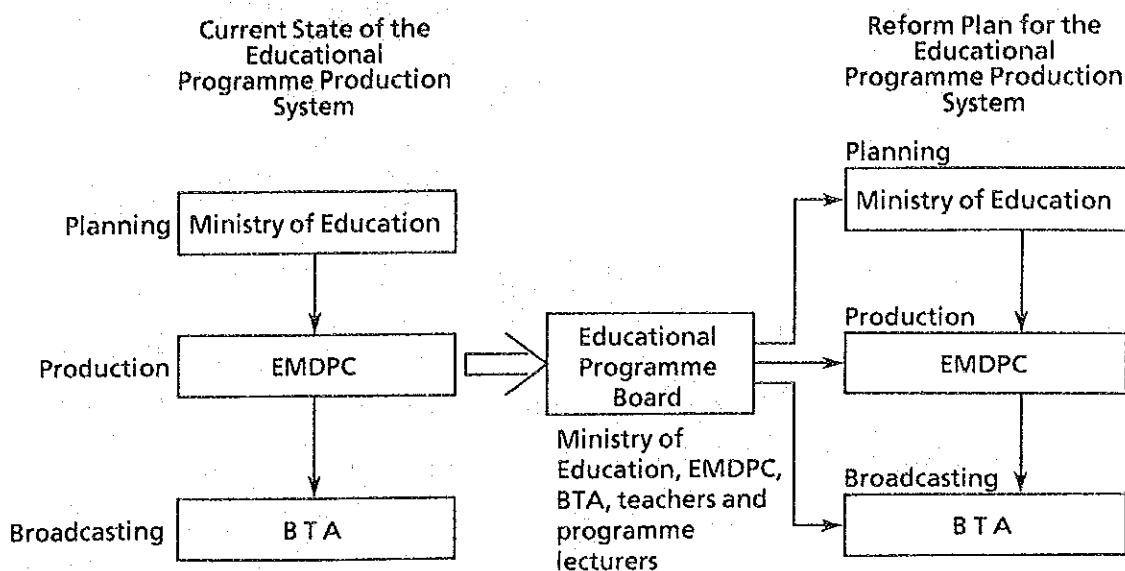 Current State of the
Educational
Programme Production
System
Planning
Ministry of Education
Production
EMDPC
Broadcasting
B T A
Educational
Programme
Board
Ministry of
Education, EMDPC,
BTA, teachers and
programme
lecturers
Reform Plan for the
Educational
Programme Production
System
Planning
Ministry of Education
Production
EMDPC
Broadcasting
B T A